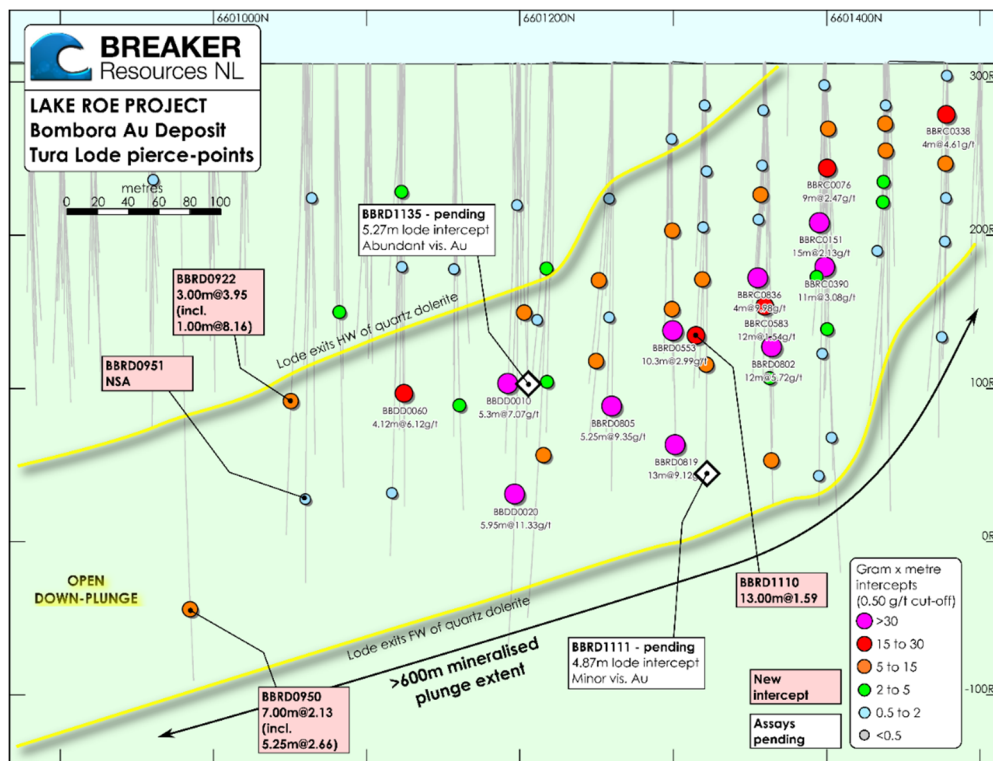 6601000N
6601200N
6601400N
BREAKER
Resources NL
LAKE ROE PROJECT
Bombora Au Deposit
Tura Lode pierce-points
metres
0 20 40 60 80 100
300R
200R
100R
0R
-100R
BBRD1135 - pending
5.27m lode intercept
Abundant vis. Au
BBRD0922
3.00m@3.95
(incl.
1.00m@8.16)
BBRD0951
NSA
Lode exits HW of quartz dolerite
BBRC0338
4m@4.61g/t
BBRC0076
9m@2.47g/t
BBRC0151
15m@2.13g/t
BBRC0390
11m@3.08g/t
BBRC0836
4m@9.98g/t
BBRC0583
12m@1.54g/t
BBRD0553
10.3m@2.99g/t
BBRD0802
12m@5.72g/t
BBDD0060
4.12m@6.12g/t
BBDD0010
5.3m@7.07g/t
BBRD0805
5.25m@9.35g/t
BBRD0819
13m@9.12g
BBDD0020
5.95m@11.33g/t
OPEN
DOWN-PLUNGE
Lode exits FW of quartz dolerite
>600m mineralised
plunge extent
BBRD1110
13.00m@1.59
BBRD1111 - pending
4.87m lode intercept
Minor vis. Au
BBRD0950
7.00m@2.13
(incl.
5.25m@2.66)
New
intercept
Assays
pending
Gram x metre
intercepts
(0.50 g/t cut-off)
>30
15 to 30
5 to 15
2 to 5
0.5 to 2
<0.5